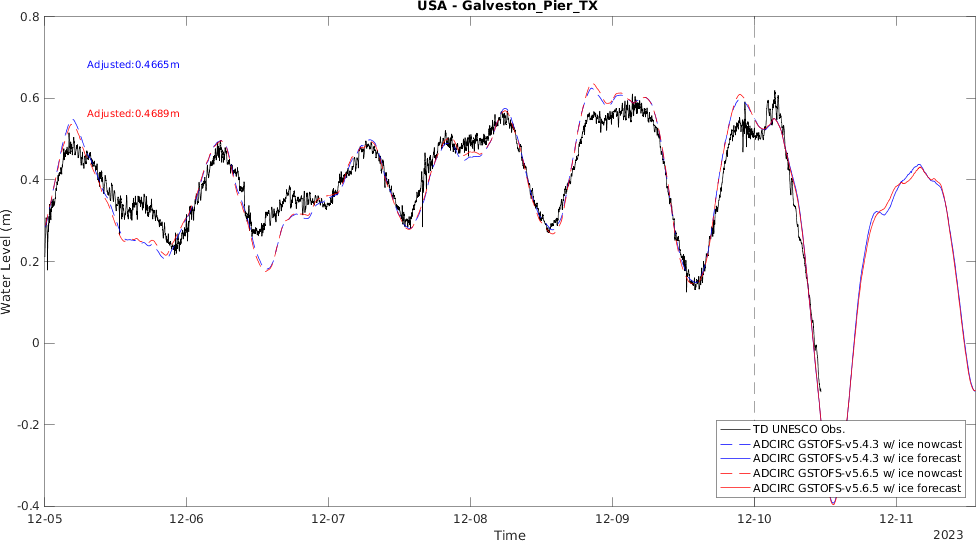 USA - Galveston_Pier_TX
0.8
0.6
0.4
0.2
0
-0.2
-0.4
Water Level (m)
Adjusted:0.4665m
Adjusted:0.4689m
TD UNESCO Obs.
ADCIRC GSTOFS-v5.4.3 w/ ice nowcast
ADCIRC GSTOFS-v5.4.3 w/ ice forecast
ADCIRC GSTOFS-v5.6.5 w/ ice nowcast
ADCIRC GSTOFS-v5.6.5 w/ ice forecast
12-05 12-06 12-07 12-08 12-09 12-10 12-11
Time
2023